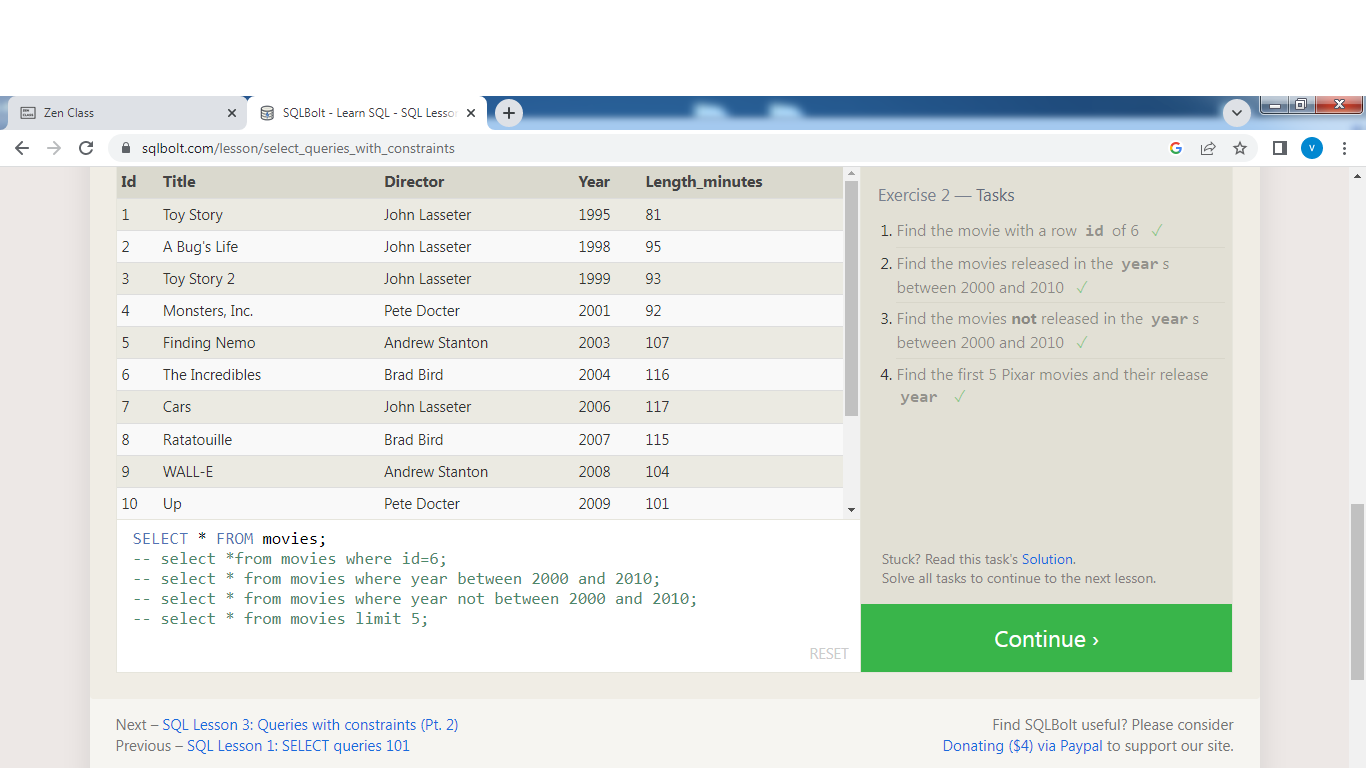 Zen Class
SQLBolt - Learn SQL - SQL Lesson
sqlbolt.com/lesson/select_queries_with_constraints
V
Id Title Director Year Length_minutes
1 Toy Story John Lasseter 1995 81
2 A Bug's Life John Lasseter 1998 95
3 Toy Story 2 John Lasseter 1999 93
4 Monsters, Inc. Pete Docter 2001 92
5 Finding Nemo Andrew Stanton 2003 107
6 The Incredibles Brad Bird 2004 116
7 Cars John Lasseter 2006 117
8 Ratatouille Brad Bird 2007 115
9 WALL-E Andrew Stanton 2008 104
10 Up Pete Docter 2009 101
SELECT * FROM movies;
-- select *from movies where id=6;
-- select * from movies where year between 2000 and 2010;
-- select * from movies where year not between 2000 and 2010;
-- select * from movies limit 5;
RESET
Exercise 2 — Tasks
1. Find the movie with a row id of 6 ✓
2. Find the movies released in the year s
between 2000 and 2010 ✓
3. Find the movies not released in the year s
between 2000 and 2010 ✓
4. Find the first 5 Pixar movies and their release
year ✓
Stuck? Read this task's Solution.
Solve all tasks to continue to the next lesson.
Continue ›
Next – SQL Lesson 3: Queries with constraints (Pt. 2)
Previous – SQL Lesson 1: SELECT queries 101
Find SQLBolt useful? Please consider
Donating ($4) via Paypal to support our site.